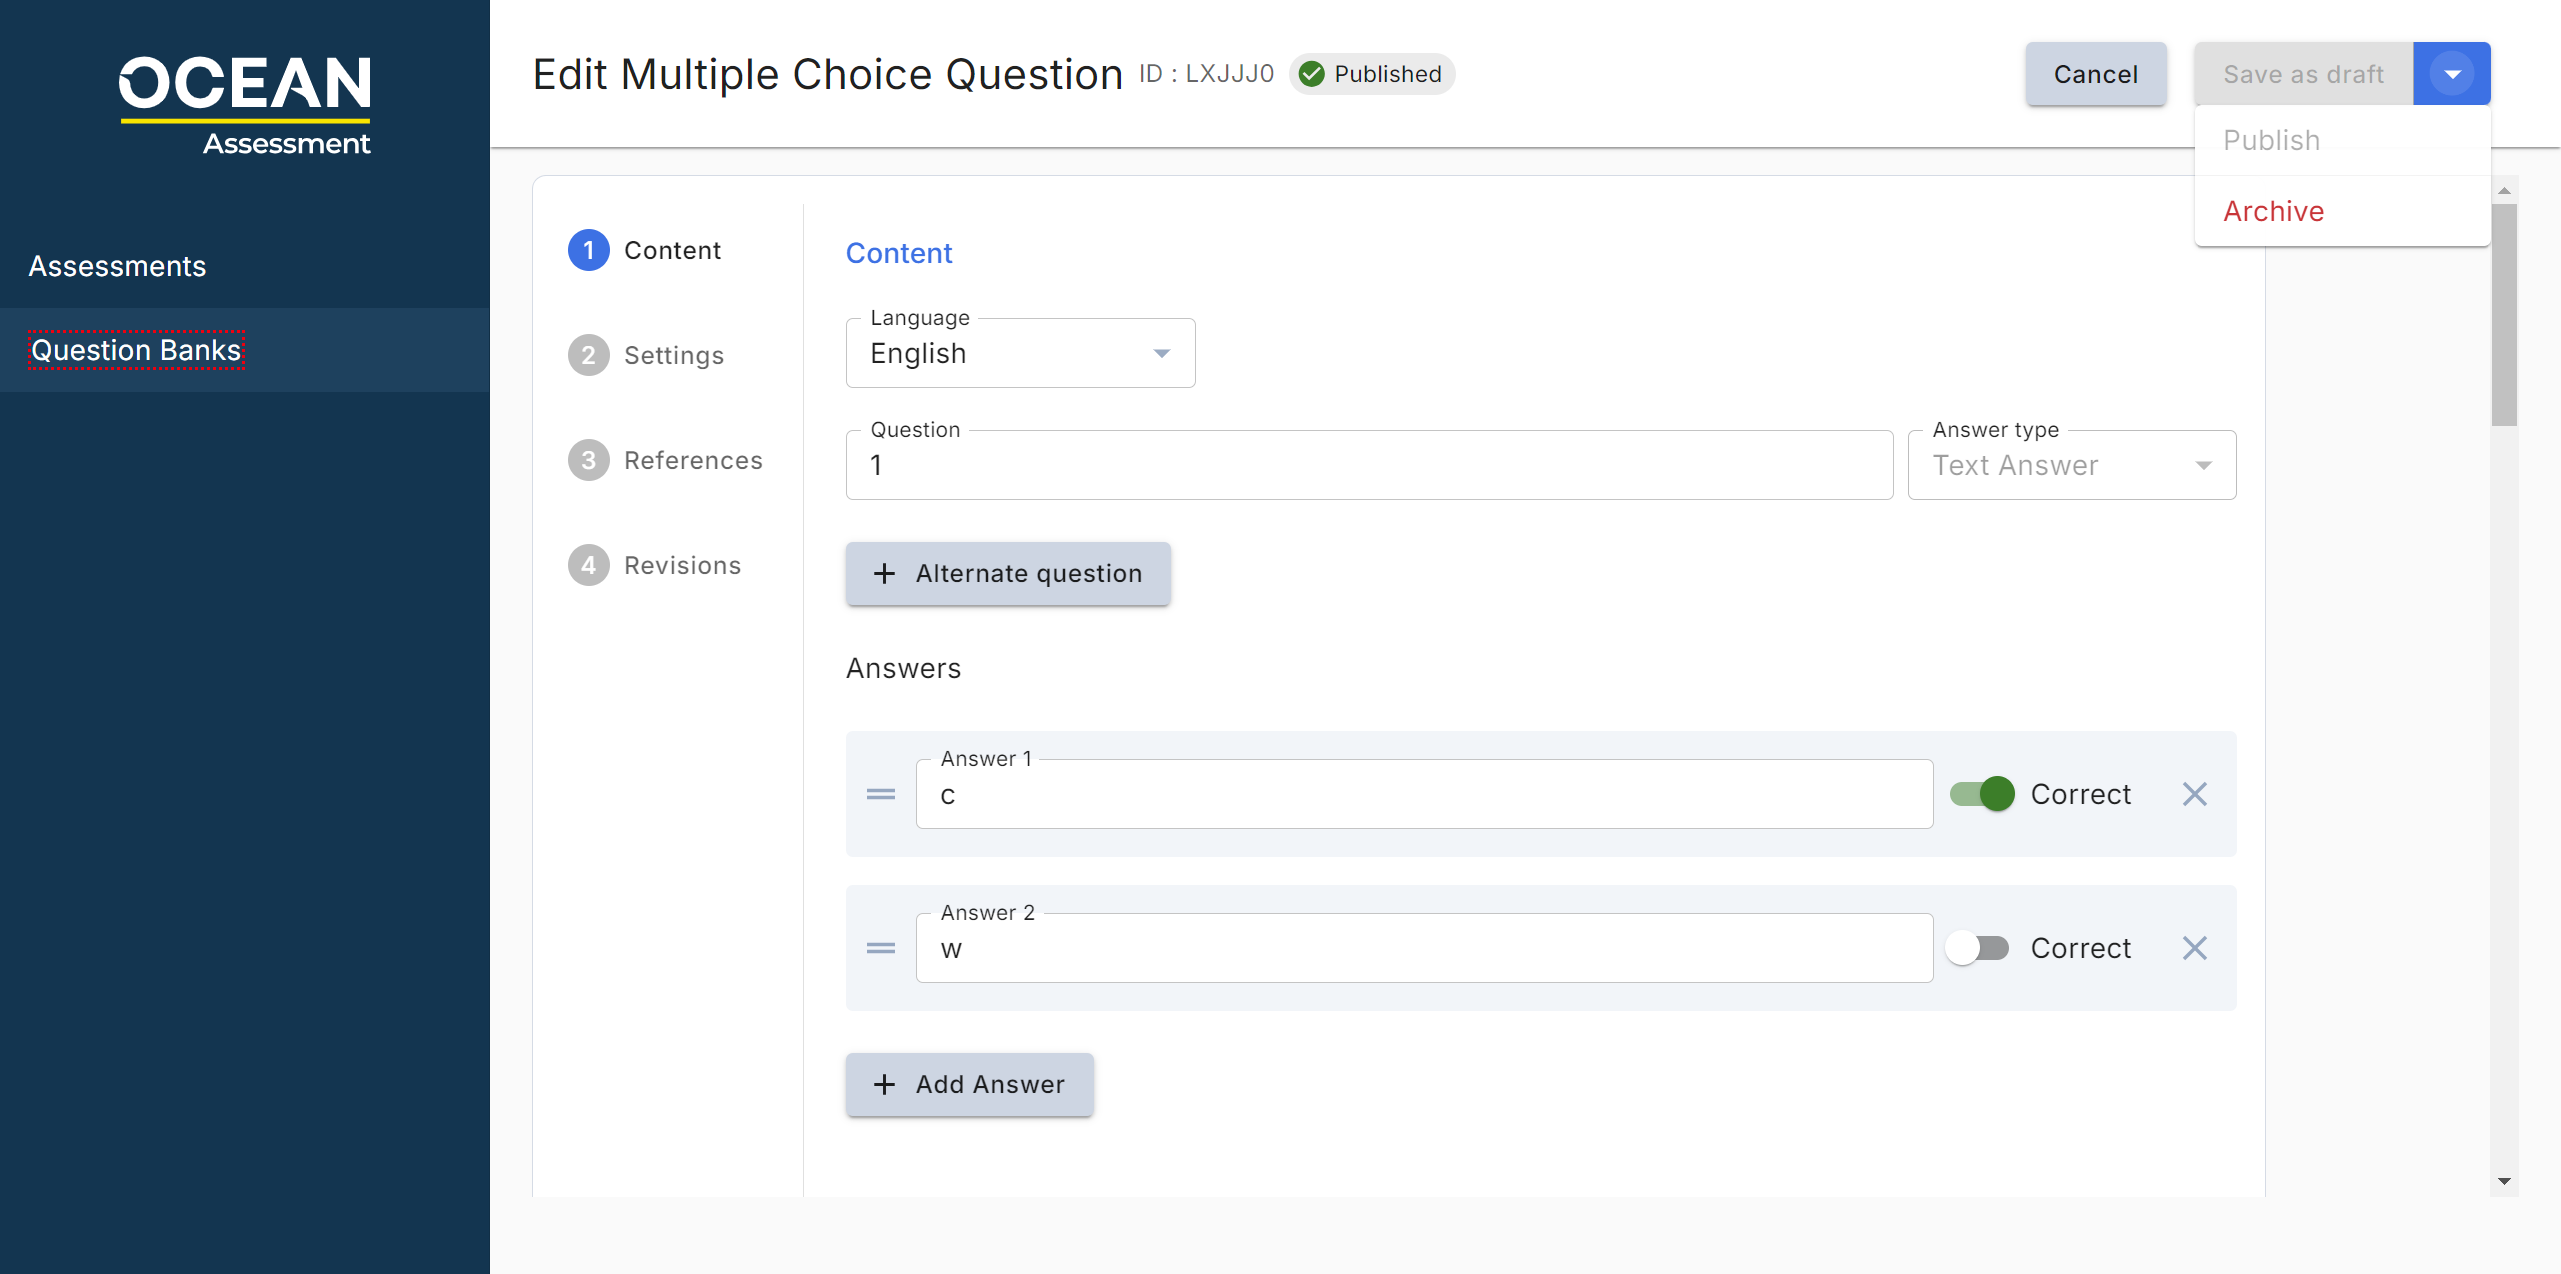 OCEAN
Assessment
Assessments
Question Banks
Edit Multiple Choice Question ID : LXJJJ0 Published
Cancel
Save as draft
Publish
Archive
1 Content
2 Settings
3 References
4 Revisions
Content
Language
English
Question
1
Answer type
Text Answer
Alternate question
Answers
Answer 1
c
Correct
Answer 2
w
Correct
Add Answer